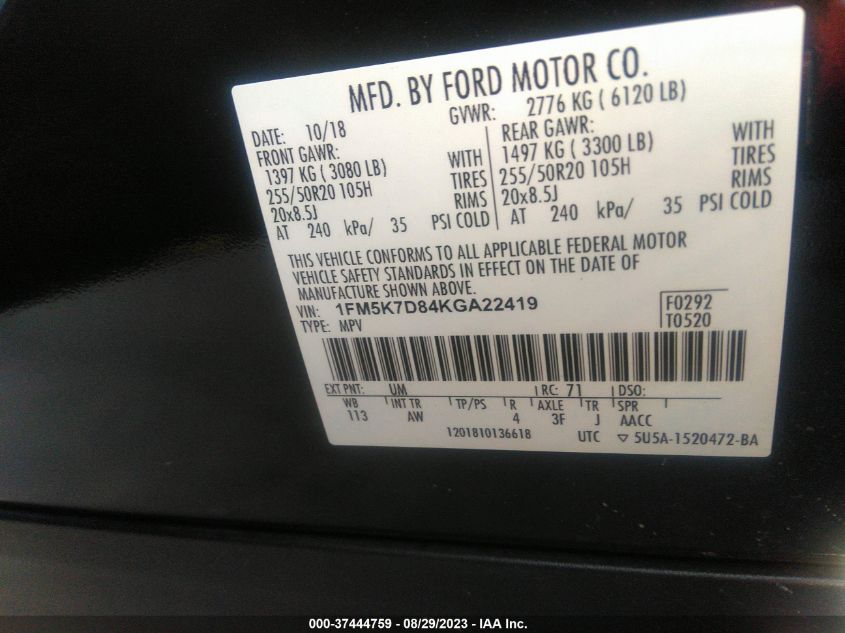 MFD. BY FORD MOTOR CO.
DATE: 10/18
GVWR: 2776 KG ( 6120 LB)
FRONT GAWR:
1397 KG ( 3080 LB) WITH
255/50R20 105H TIRES
20x8.5J RIMS
AT 240 kPa/ 35 PSI COLD
REAR GAWR:
1497 KG ( 3300 LB) WITH
255/50R20 105H TIRES
20x8.5J RIMS
AT 240 kPa/ 35 PSI COLD
THIS VEHICLE CONFORMS TO ALL APPLICABLE FEDERAL MOTOR
VEHICLE SAFETY STANDARDS IN EFFECT ON THE DATE OF
MANUFACTURE SHOWN ABOVE.
VIN: 1FM5K7D84KGA22419
TYPE: MPV
F0292
T0520
EXT PNT: UM RC: 71 DSO:
WB INT TR TP/PS R AXLE TR SPR
113 AW 4 3F J AACC
1201810136618 UTC ▽ 5U5A-1520472-BA
000-37444759 - 08/29/2023 - IAA Inc.